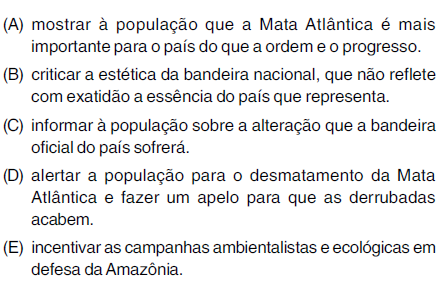 (A) mostrar à população que a Mata Atlântica é mais
importante para o país do que a ordem e o progresso.
(B) criticar a estética da bandeira nacional, que não reflete
com exatidão a essência do país que representa.
(C) informar à população sobre a alteração que a bandeira
oficial do país sofrerá.
(D) alertar a população para o desmatamento da Mata
Atlântica e fazer um apelo para que as derrubadas
acabem.
(E) incentivar as campanhas ambientalistas e ecológicas em
defesa da Amazônia.